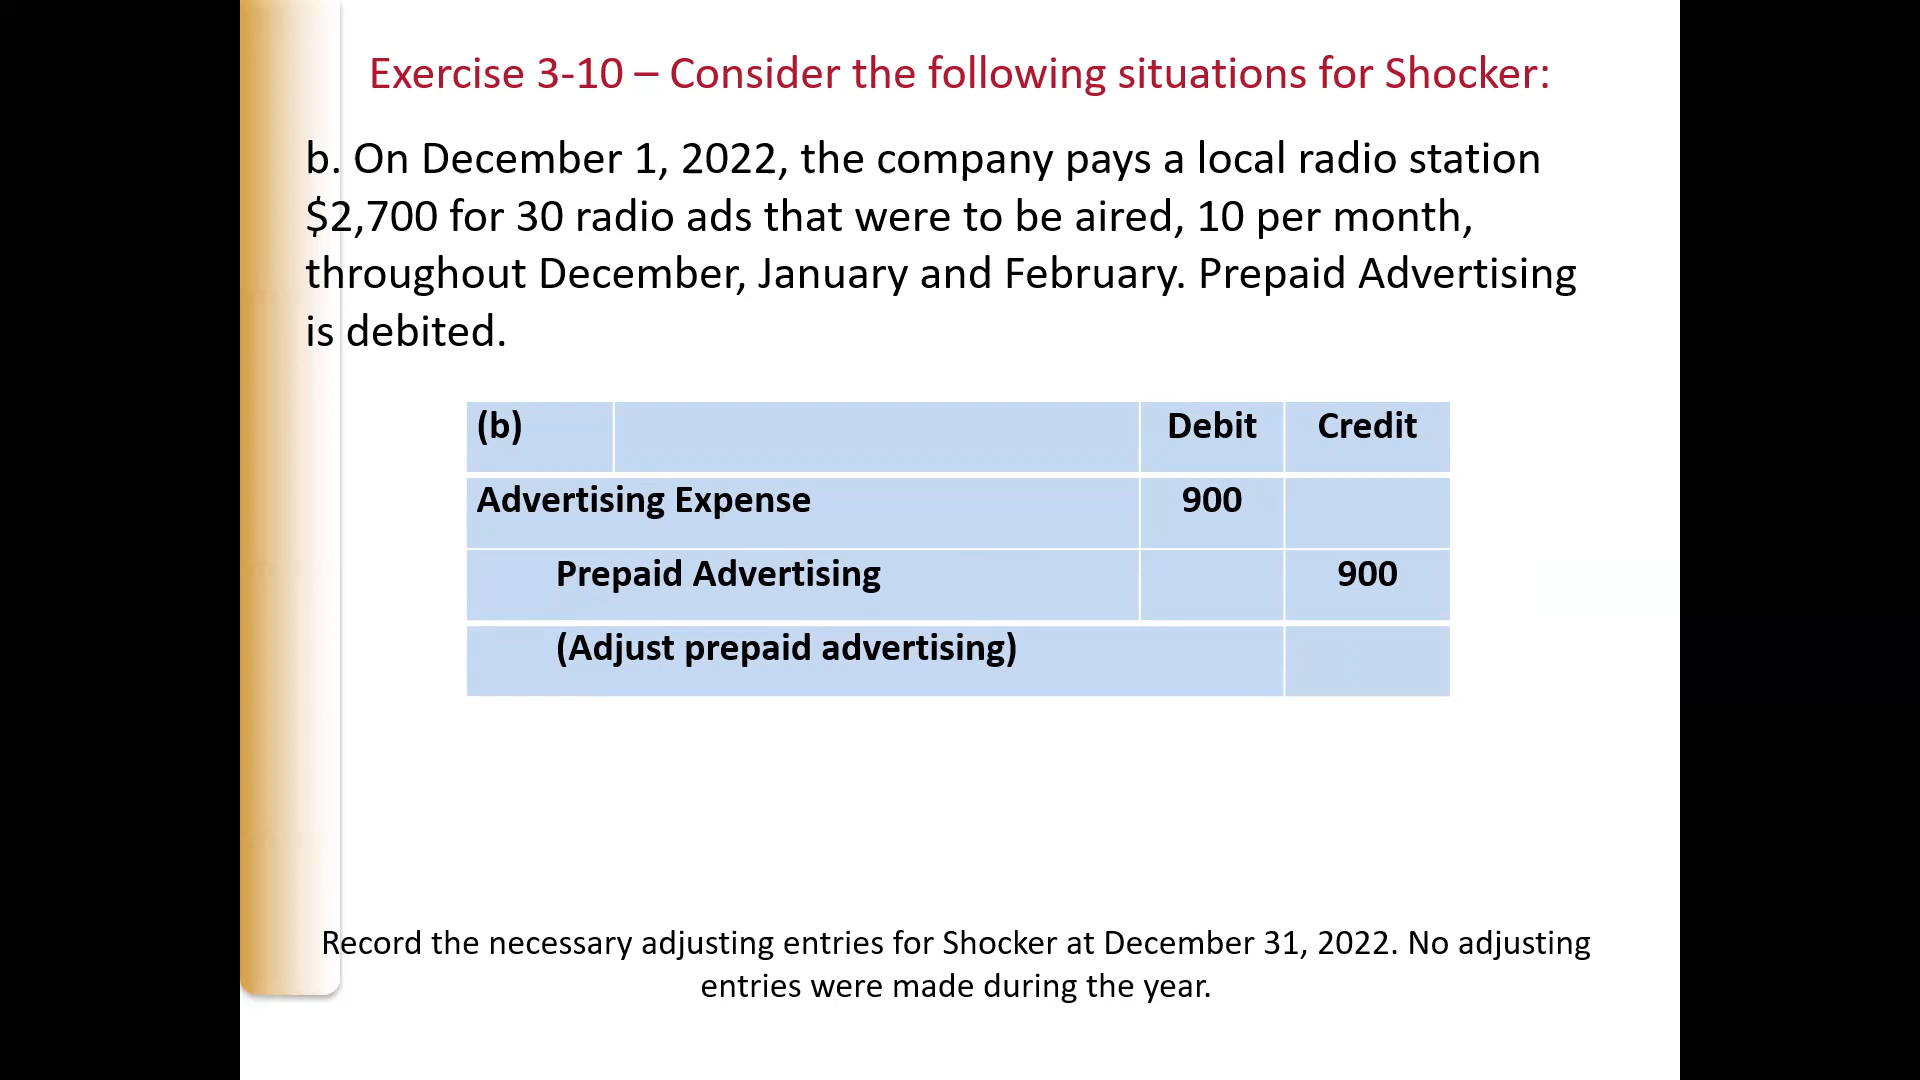 Exercise 3-10 – Consider the following situations for Shocker:
b. On December 1, 2022, the company pays a local radio station
$2,700 for 30 radio ads that were to be aired, 10 per month,
throughout December, January and February. Prepaid Advertising
is debited.
(b) Debit Credit
Advertising Expense 900
Prepaid Advertising 900
(Adjust prepaid advertising)
Record the necessary adjusting entries for Shocker at December 31, 2022. No adjusting
entries were made during the year.